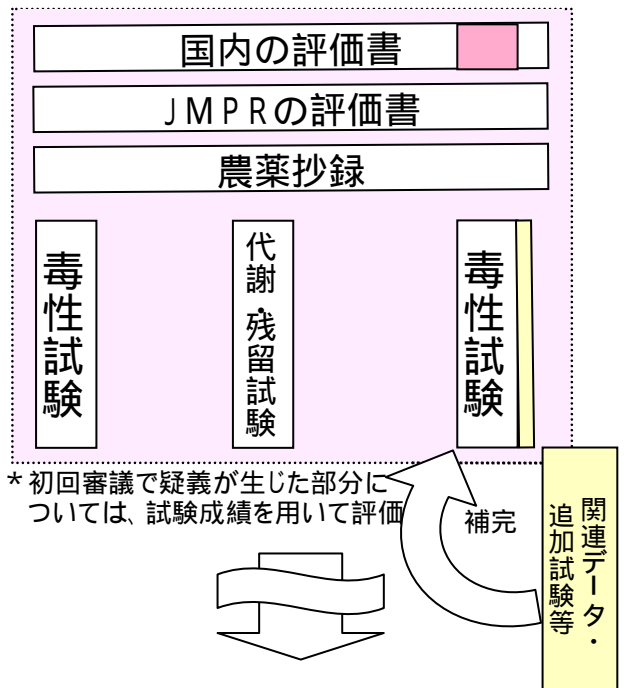 国内の評価書
JMPRの評価書
農薬抄録
毒性試験
代謝・残留試験
毒性試験
*初回審議で疑義が生じた部分に
ついては、試験成績を用いて評価
補完
関連データ・
追加試験等